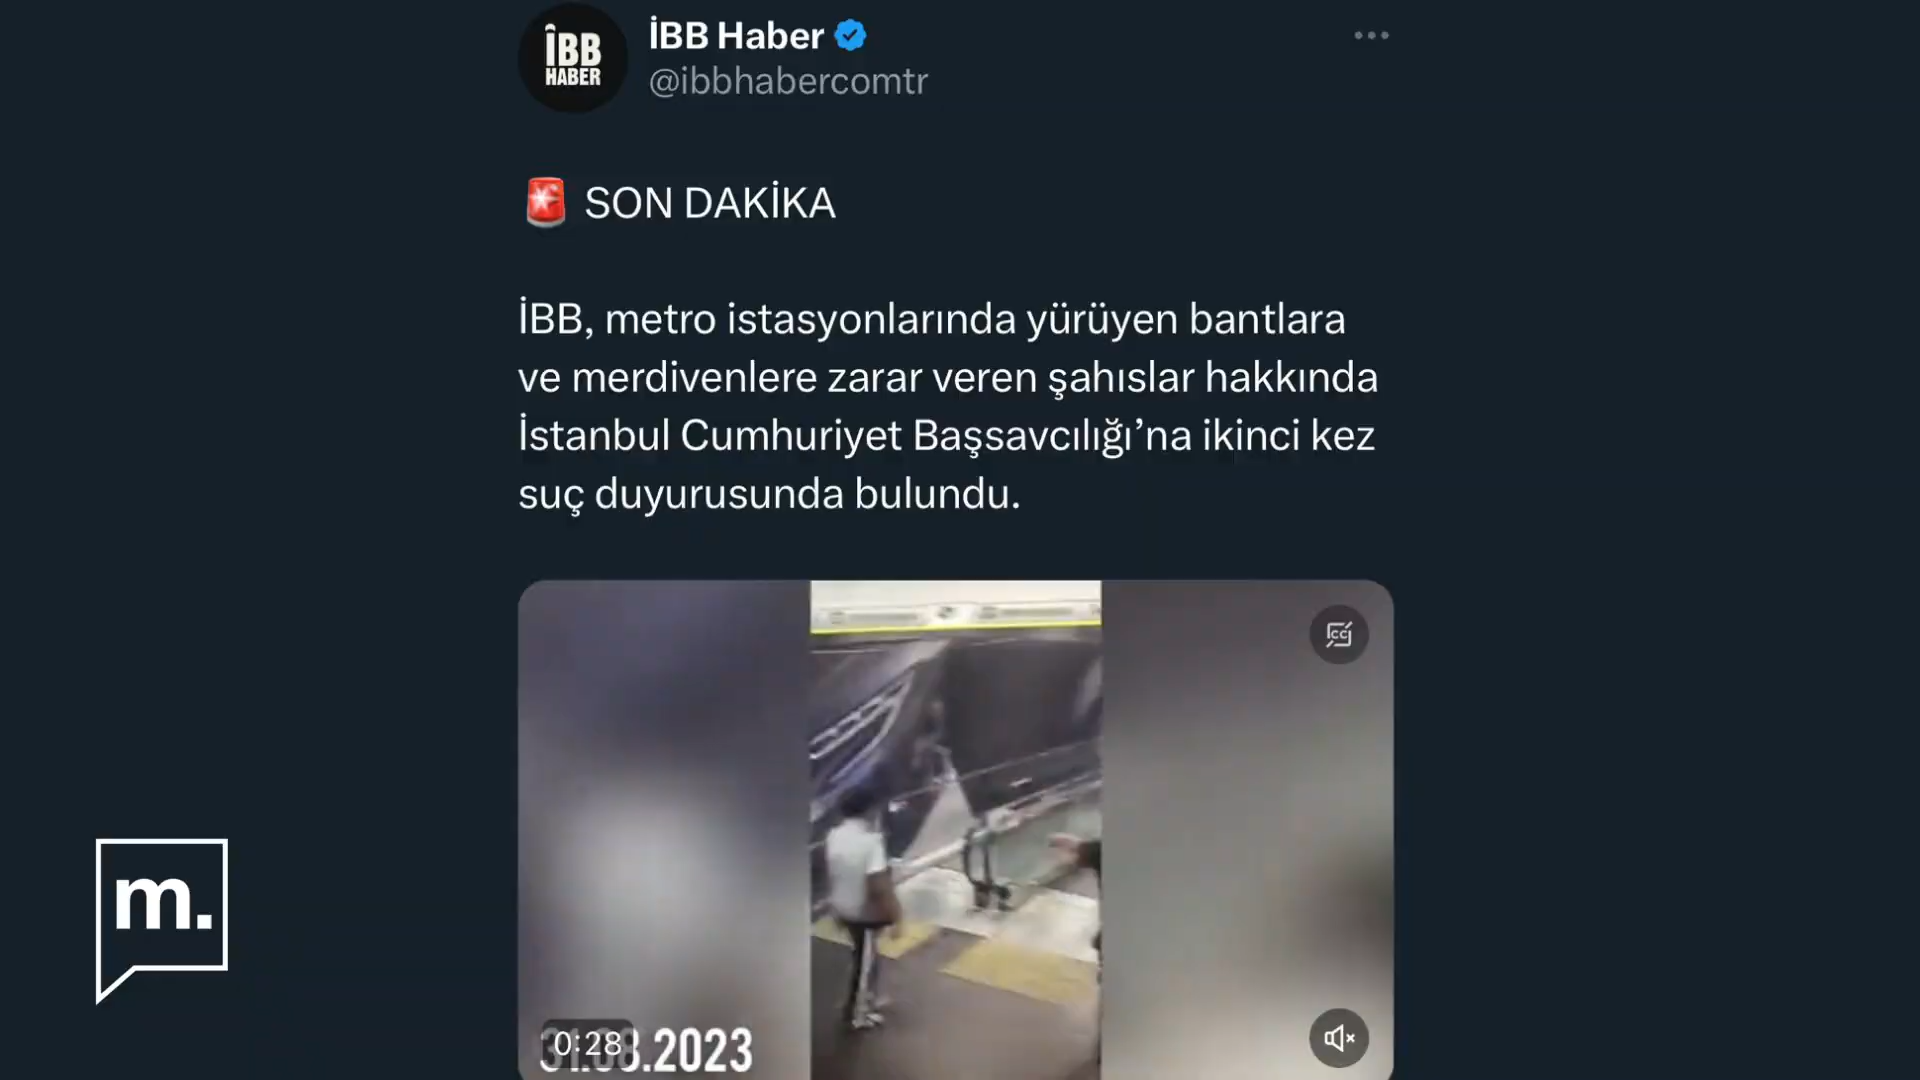 İBB
HABER
İBB Haber
@ibbhabercomtr
SON DAKİKA
İBB, metro istasyonlarında yürüyen bantlara
ve merdivenlere zarar veren şahıslar hakkında
İstanbul Cumhuriyet Başsavcılığı’na ikinci kez
suç duyurusunda bulundu.
CC
m.
0:28
.2023